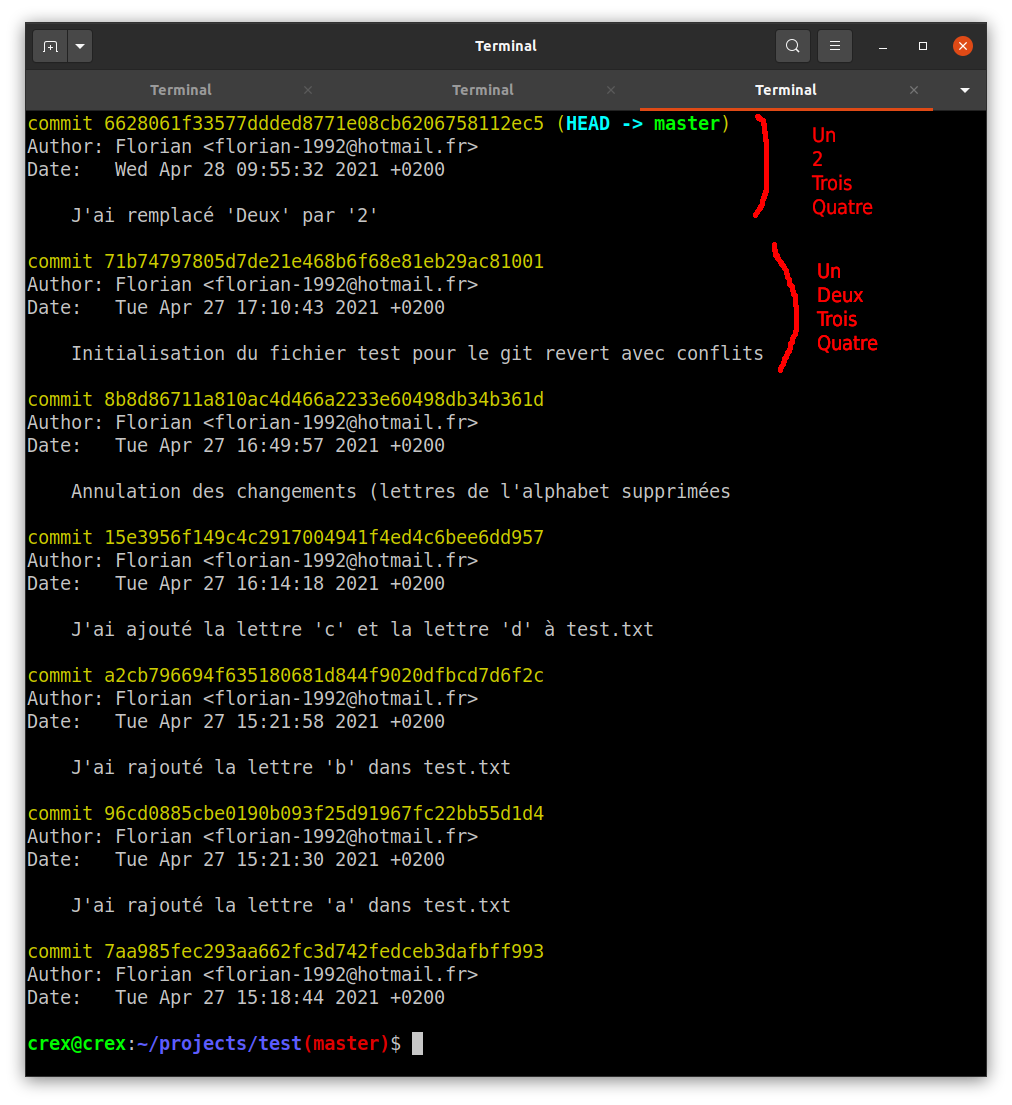 Terminal
Terminal
Terminal
Terminal
commit 6628061f33577ddded8771e08cb6206758112ec5 (HEAD -> master)
Author: Florian <florian-1992@hotmail.fr>
Date:   Wed Apr 28 09:55:32 2021 +0200
J'ai remplacé 'Deux' par '2'
Un
2
Trois
Quatre
commit 71b74797805d7de21e468b6f68e81eb29ac81001
Author: Florian <florian-1992@hotmail.fr>
Date:   Tue Apr 27 17:10:43 2021 +0200
Initialisation du fichier test pour le git revert avec conflits
Un
Deux
Trois
Quatre
commit 8b8d86711a810ac4d466a2233e60498db34b361d
Author: Florian <florian-1992@hotmail.fr>
Date:   Tue Apr 27 16:49:57 2021 +0200
Annulation des changements (lettres de l'alphabet supprimées
commit 15e3956f149c4c2917004941f4ed4c6bee6dd957
Author: Florian <florian-1992@hotmail.fr>
Date:   Tue Apr 27 16:14:18 2021 +0200
J'ai ajouté la lettre 'c' et la lettre 'd' à test.txt
commit a2cb796694f635180681d844f9020dfbcd7d6f2c
Author: Florian <florian-1992@hotmail.fr>
Date:   Tue Apr 27 15:21:58 2021 +0200
J'ai rajouté la lettre 'b' dans test.txt
commit 96cd0885cbe0190b093f25d91967fc22bb55d1d4
Author: Florian <florian-1992@hotmail.fr>
Date:   Tue Apr 27 15:21:30 2021 +0200
J'ai rajouté la lettre 'a' dans test.txt
commit 7aa985fec293aa662fc3d742fedceb3dafbff993
Author: Florian <florian-1992@hotmail.fr>
Date:   Tue Apr 27 15:18:44 2021 +0200
crex@crex:~/projects/test(master)$